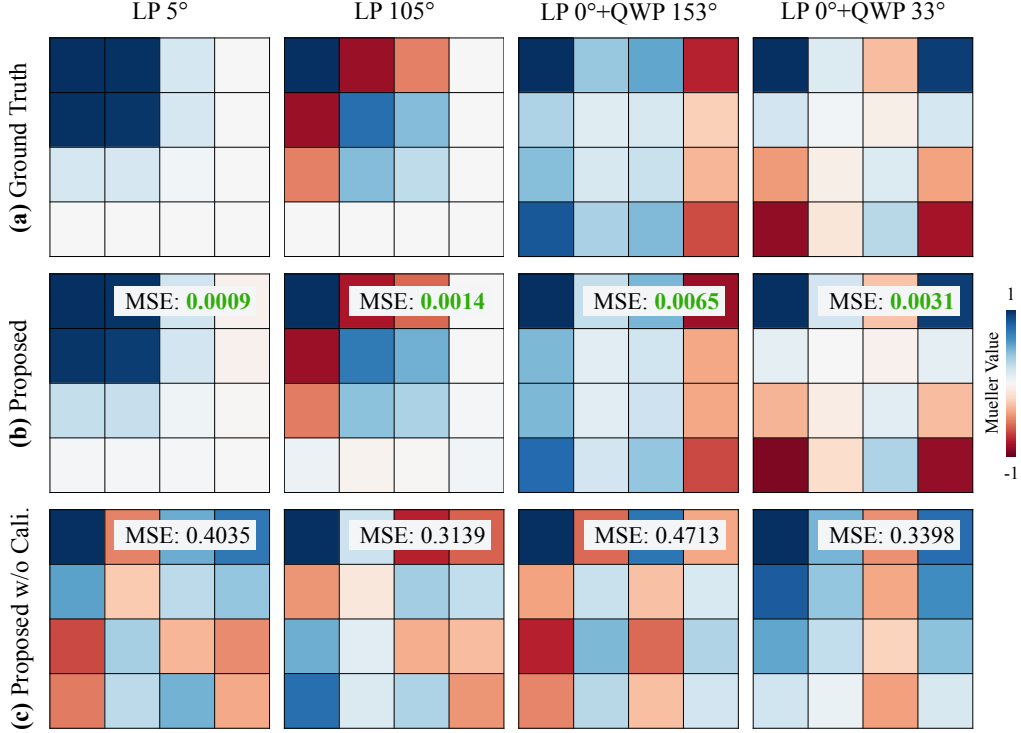 LP 5°
LP 105°
LP 0°+QWP 153°
LP 0°+QWP 33°
(a) Ground Truth
(b) Proposed
MSE: 0.0009
MSE: 0.0014
MSE: 0.0065
MSE: 0.0031
1
Mueller Value
-1
(c) Proposed w/o Cali.
MSE: 0.4035
MSE: 0.3139
MSE: 0.4713
MSE: 0.3398